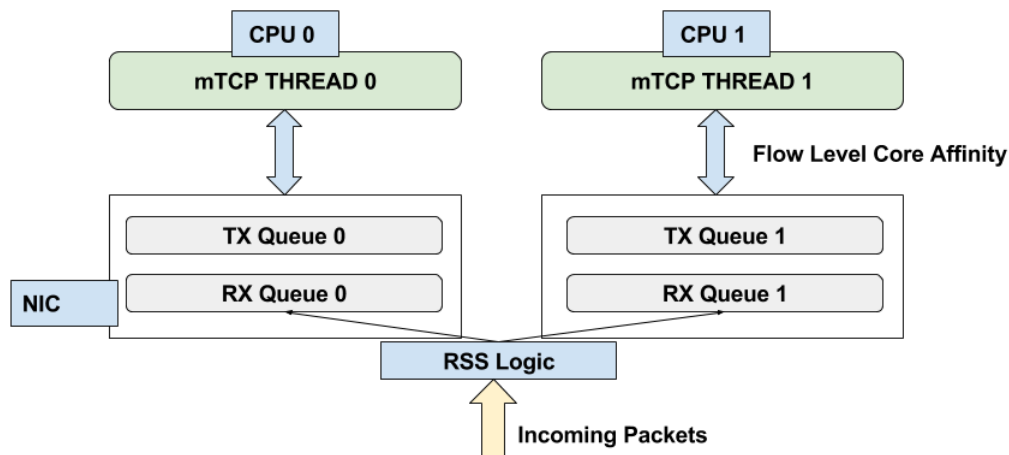 CPU 0
CPU 1
mTCP THREAD 0
mTCP THREAD 1
Flow Level Core Affinity
TX Queue 0
TX Queue 1
NIC
RX Queue 0
RX Queue 1
RSS Logic
Incoming Packets